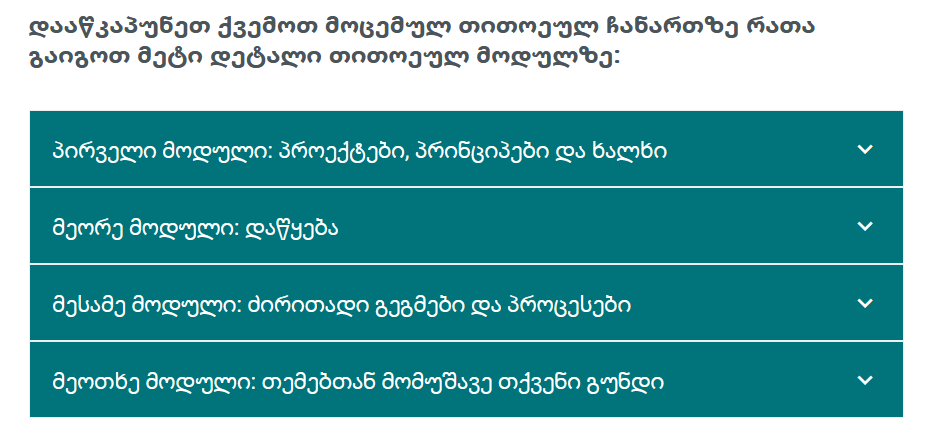 დააწკაპუნეთ ქვემოთ მოცემულ თითოეულ ჩანართზე რათა
გაიგოთ მეტი დეტალი თითოეულ მოდულზე:
პირველი მოდული: პროექტები, პრინციპები და ხალხი
მეორე მოდული: დაწყება
მესამე მოდული: ძირითადი გეგმები და პროცესები
მეოთხე მოდული: თემებთან მომუშავე თქვენი გუნდი